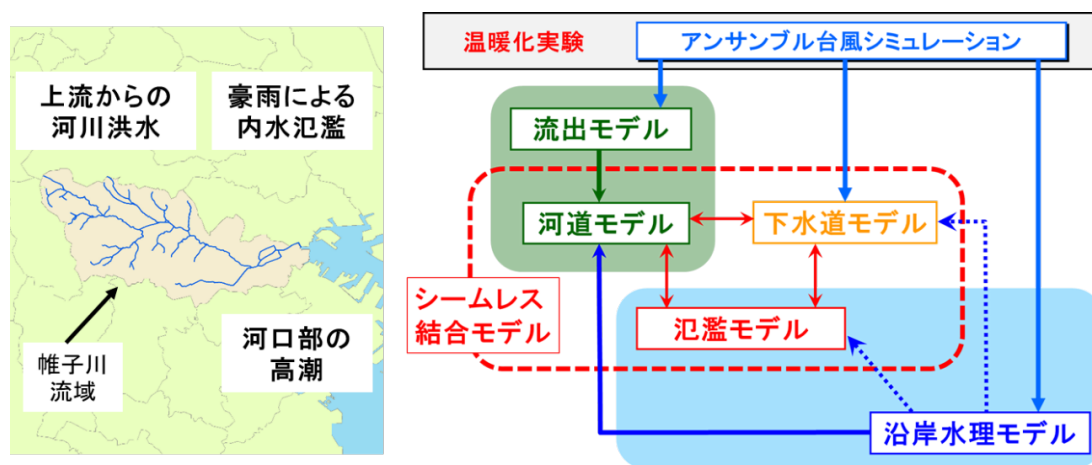 上流からの
河川洪水
豪雨による
内水氾濫
帷子川
流域
河口部の
高潮
温暖化実験
アンサンブル台風シミュレーション
流出モデル
河道モデル
下水道モデル
シームレス
結合モデル
氾濫モデル
沿岸水理モデル